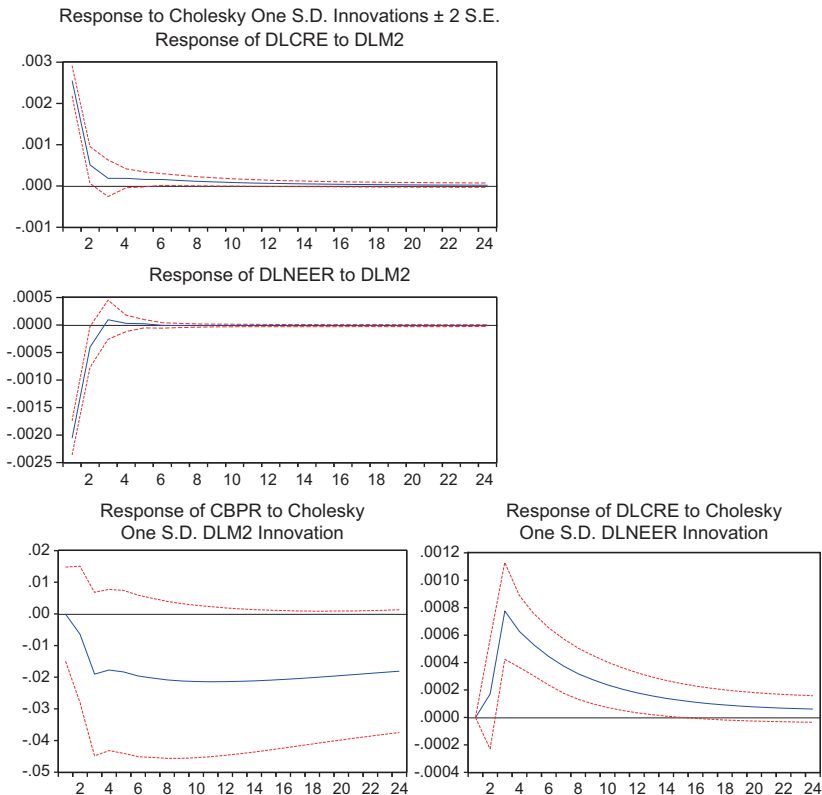 Response to Cholesky One S.D. Innovations ± 2 S.E.
Response of DLCRE to DLM2
.003
.002
.001
.000
-.001
2 4 6 8 10 12 14 16 18 20 22 24
Response of DLNEER to DLM2
.0005
.0000
-.0005
-.0010
-.0015
-.0020
-.0025
2 4 6 8 10 12 14 16 18 20 22 24
Response of CBPR to Cholesky
One S.D. DLM2 Innovation
.02
.01
.00
-.01
-.02
-.03
-.04
-.05
2 4 6 8 10 12 14 16 18 20 22 24
Response of DLCRE to Cholesky
One S.D. DLNEER Innovation
.0012
.0010
.0008
.0006
.0004
.0002
.0000
-.0002
-.0004
2 4 6 8 10 12 14 16 18 20 22 24